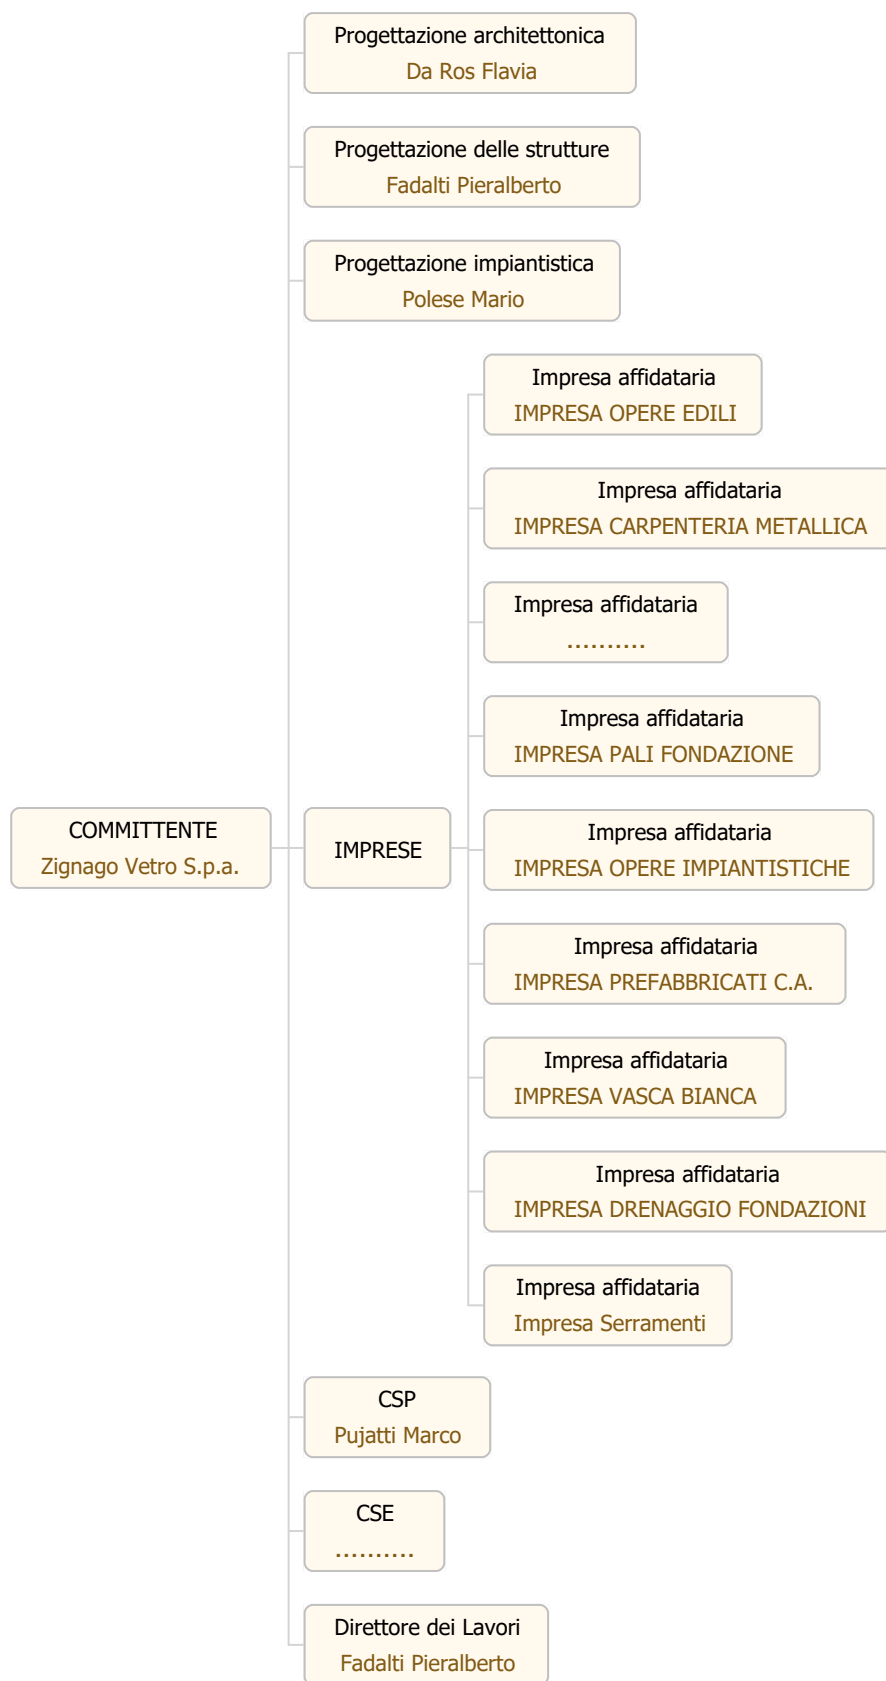 Progettazione architettonica
Da Ros Flavia
Progettazione delle strutture
Fadalti Pieralberto
Progettazione impiantistica
Polese Mario
Impresa affidataria
IMPRESA OPERE EDILI
Impresa affidataria
IMPRESA CARPENTERIA METALLICA
Impresa affidataria
..........
Impresa affidataria
IMPRESA PALI FONDAZIONE
COMMITTENTE
Zignago Vetro S.p.a.
IMPRESE
Impresa affidataria
IMPRESA OPERE IMPIANTISTICHE
Impresa affidataria
IMPRESA PREFABBRICATI C.A.
Impresa affidataria
IMPRESA VASCA BIANCA
Impresa affidataria
IMPRESA DRENAGGIO FONDAZIONI
Impresa affidataria
Impresa Serramenti
CSP
Pujatti Marco
CSE
..........
Direttore dei Lavori
Fadalti Pieralberto